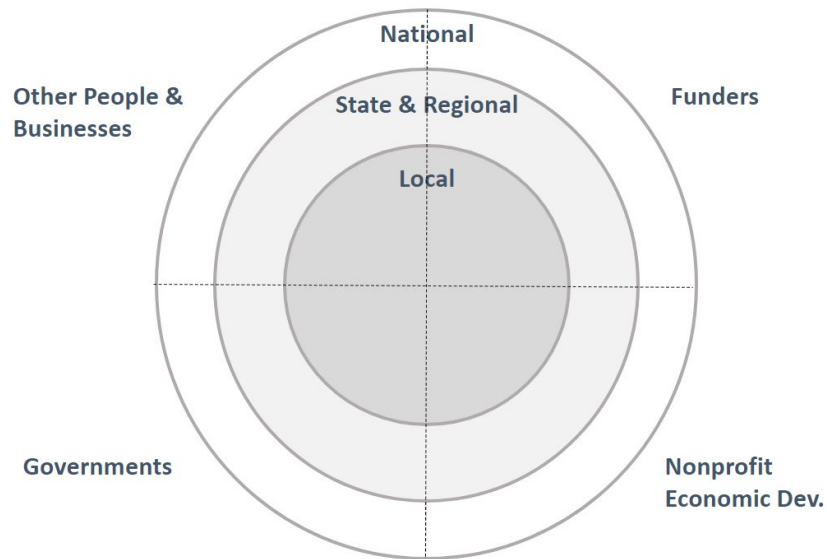 National
Other People &
Businesses
Funders
State & Regional
Local
Governments
Nonprofit
Economic Dev.